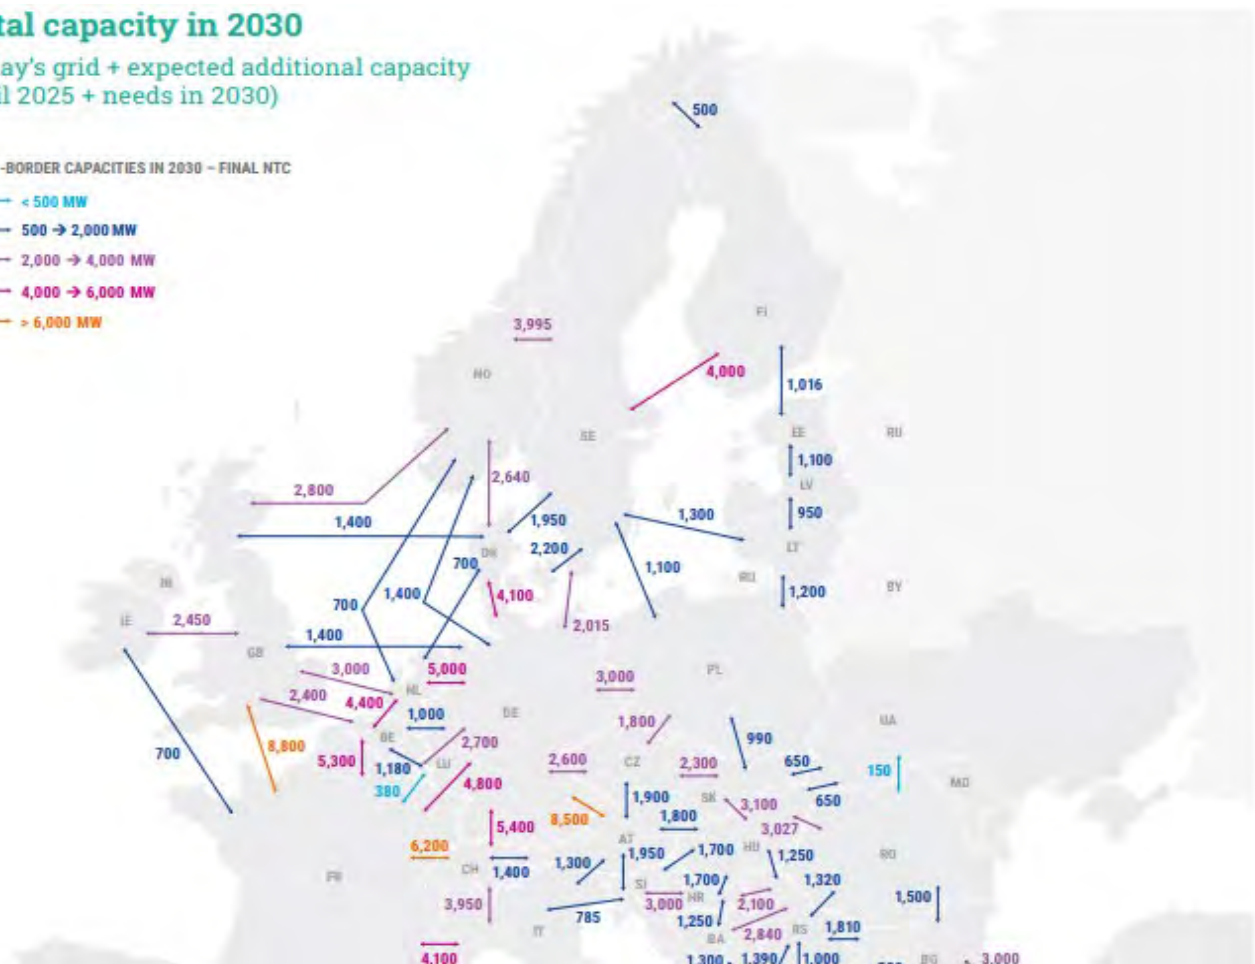 tal capacity in 2030
ay's grid + expected additional capacity
il 2025 + needs in 2030)
-BORDER CAPACITIES IN 2030 – FINAL NTC
< 500 MW
500 → 2,000 MW
2,000 → 4,000 MW
4,000 → 6,000 MW
> 6,000 MW
500
FI
3,995
NO
4,000
1,016
SE
EE
RU
1,100
2,640
LV
2,800
1,950
1,300
950
1,400
DK
2,200
LT
700
1,100
RU
1,200
BY
NI
1,400
4,100
700
IE
2,450
2,015
1,400
GB
3,000
5,000
PL
NL
3,000
2,400
4,400
1,000
DE
1,800
UA
BE
990
700
8,800
2,700
5,300
1,180
LU
2,600
CZ
2,300
650
150
MD
380
4,800
1,900
SK
650
3,100
8,500
1,800
5,400
3,027
6,200
AT
1,950
1,700
HU
1,250
RO
CH
1,400
1,300
FR
SI
1,700
1,320
3,950
785
3,000
HR
2,100
1,500
1,250
IT
BA
2,840
RS
1,810
4,100
1,300
1,390
1,000
BG
3,000